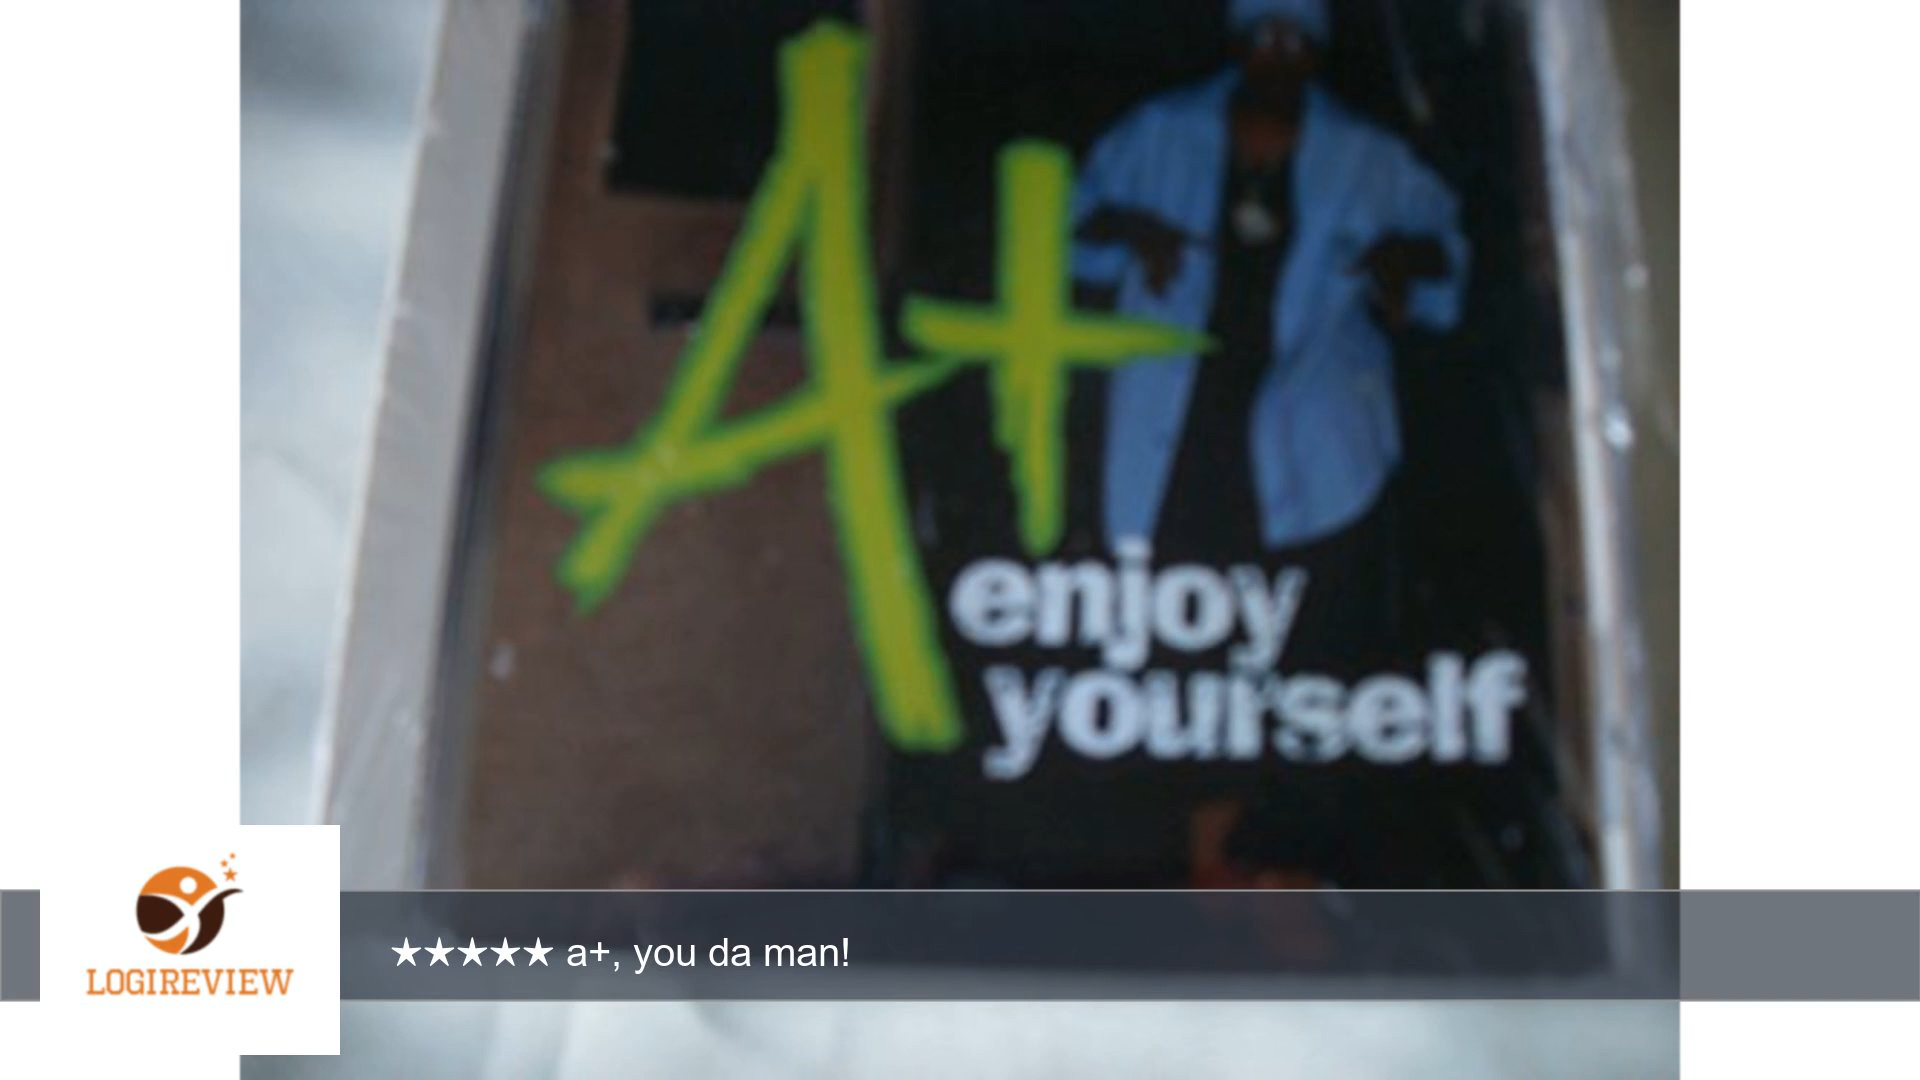 A+
enjoy
yourself
★★★★★ a+, you da man!
LOGIREVIEW